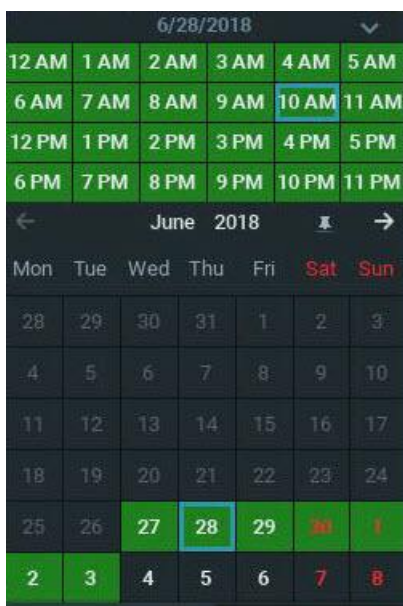 6/28/2018
12 AM 1 AM 2 AM 3 AM 4 AM 5 AM
6 AM 7 AM 8 AM 9 AM 10 AM 11 AM
12 PM 1 PM 2 PM 3 PM 4 PM 5 PM
6 PM 7 PM 8 PM 9 PM 10 PM 11 PM
June 2018
Mon Tue Wed Thu Fri Sat Sun
28 29 30 31 1 2 3
4 5 6 7 8 9 10
11 12 13 14 15 16 17
18 19 20 21 22 23 24
25 26 27 28 29 30 1
2 3 4 5 6 7 8